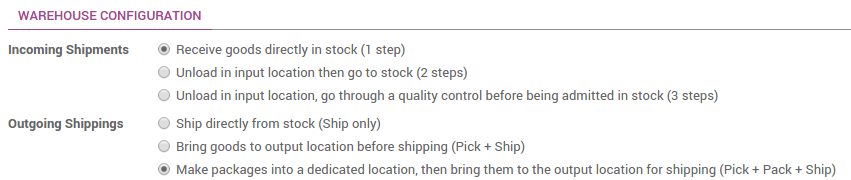 WAREHOUSE CONFIGURATION
Incoming Shipments Receive goods directly in stock (1 step)
Unload in input location then go to stock (2 steps)
Unload in input location, go through a quality control before being admitted in stock (3 steps)
Outgoing Shippings Ship directly from stock (Ship only)
Bring goods to output location before shipping (Pick + Ship)
Make packages into a dedicated location, then bring them to the output location for shipping (Pick + Pack + Ship)